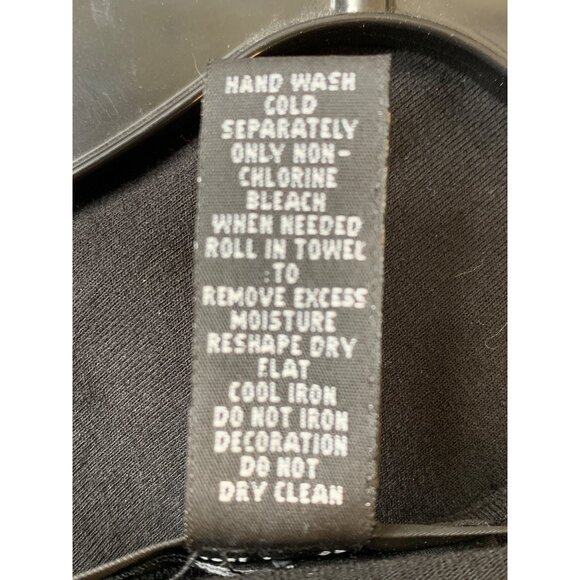 HAND WASH
COLD
SEPARATELY
ONLY NON-
CHLORINE
BLEACH
WHEN NEEDED
ROLL IN TOWEL
:TO
REMOVE EXCESS
MOISTURE
RESHAPE DRY
FLAT
COOL IRON
DO NOT IRON
DECORATION
DO NOT
DRY CLEAN